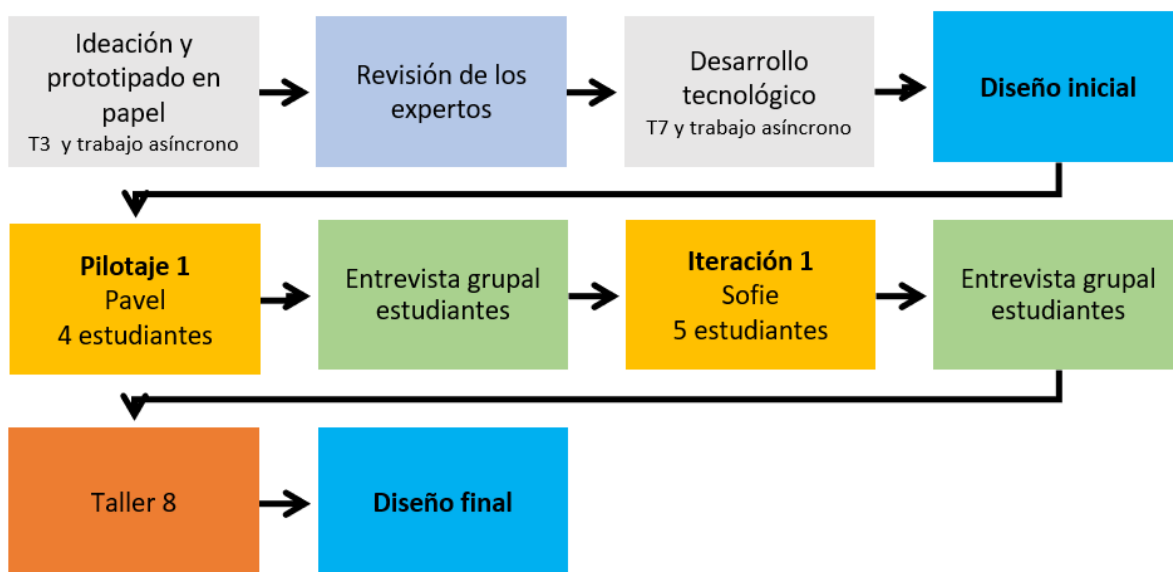 Ideación y
prototipado en
papel
T3 y trabajo asíncrono
Revisión de los
expertos
Desarrollo
tecnológico
T7 y trabajo asíncrono
Diseño inicial
Pilotaje 1
Pavel
4 estudiantes
Entrevista grupal
estudiantes
Iteración 1
Sofie
5 estudiantes
Entrevista grupal
estudiantes
Taller 8
Diseño final